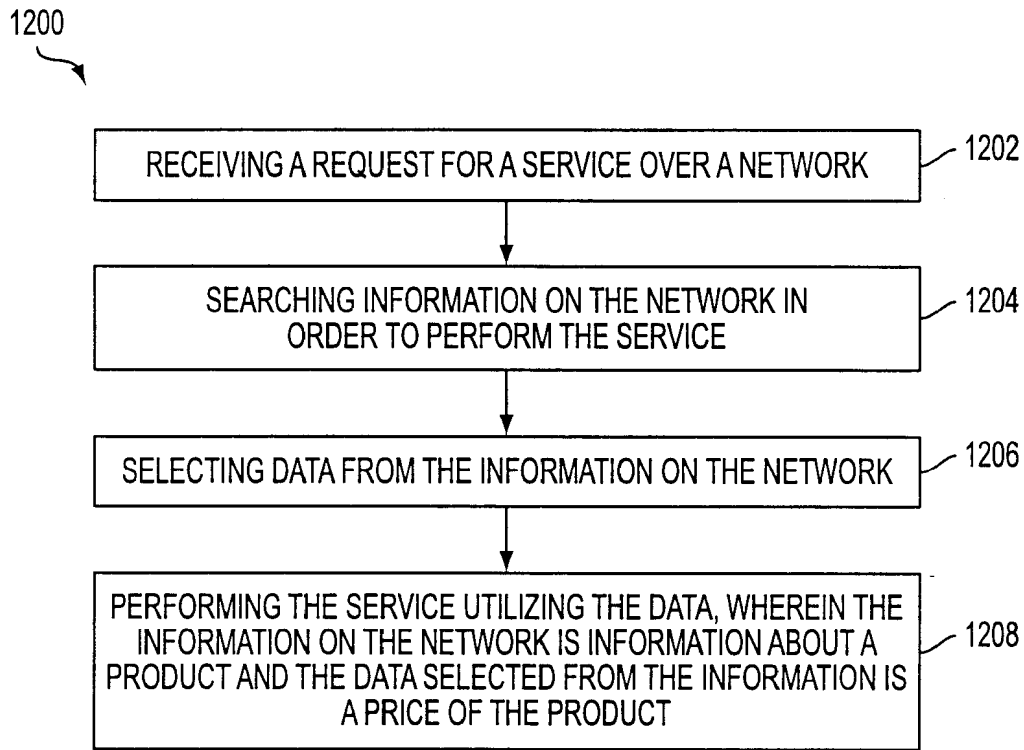 1200
RECEIVING A REQUEST FOR A SERVICE OVER A NETWORK
1202
SEARCHING INFORMATION ON THE NETWORK IN
ORDER TO PERFORM THE SERVICE
1204
SELECTING DATA FROM THE INFORMATION ON THE NETWORK
1206
PERFORMING THE SERVICE UTILIZING THE DATA, WHEREIN THE
INFORMATION ON THE NETWORK IS INFORMATION ABOUT A
PRODUCT AND THE DATA SELECTED FROM THE INFORMATION IS
A PRICE OF THE PRODUCT
1208